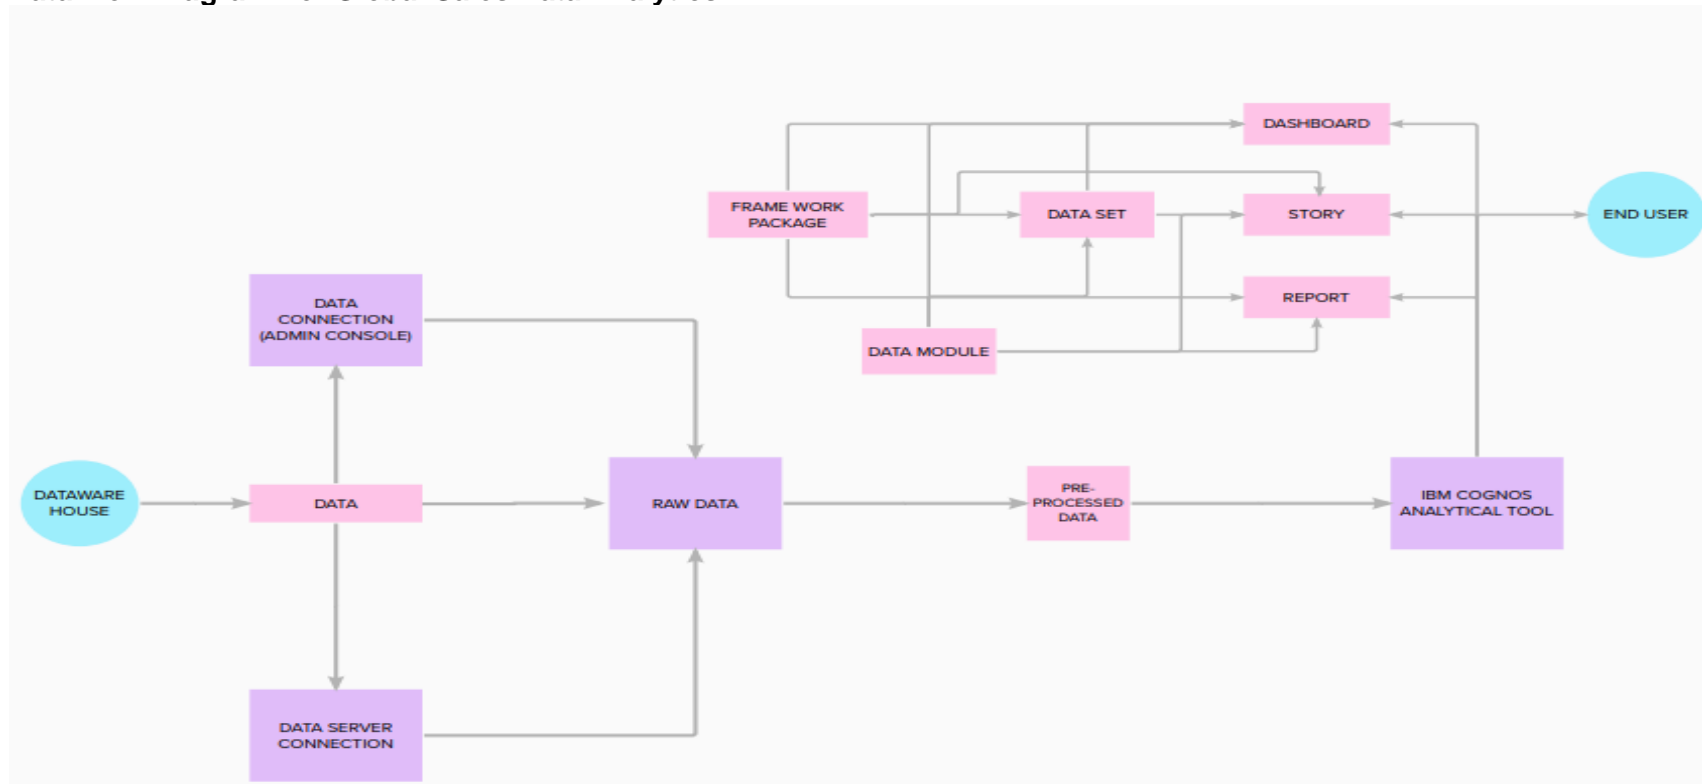 DASHBOARD
FRAME WORK
PACKAGE
DATA SET
STORY
END USER
REPORT
DATA
CONNECTION
(ADMIN CONSOLE)
DATA MODULE
DATAWARE
HOUSE
DATA
RAW DATA
PRE-
PROCESSED
DATA
IBM COGNOS
ANALYTICAL TOOL
DATA SERVER
CONNECTION